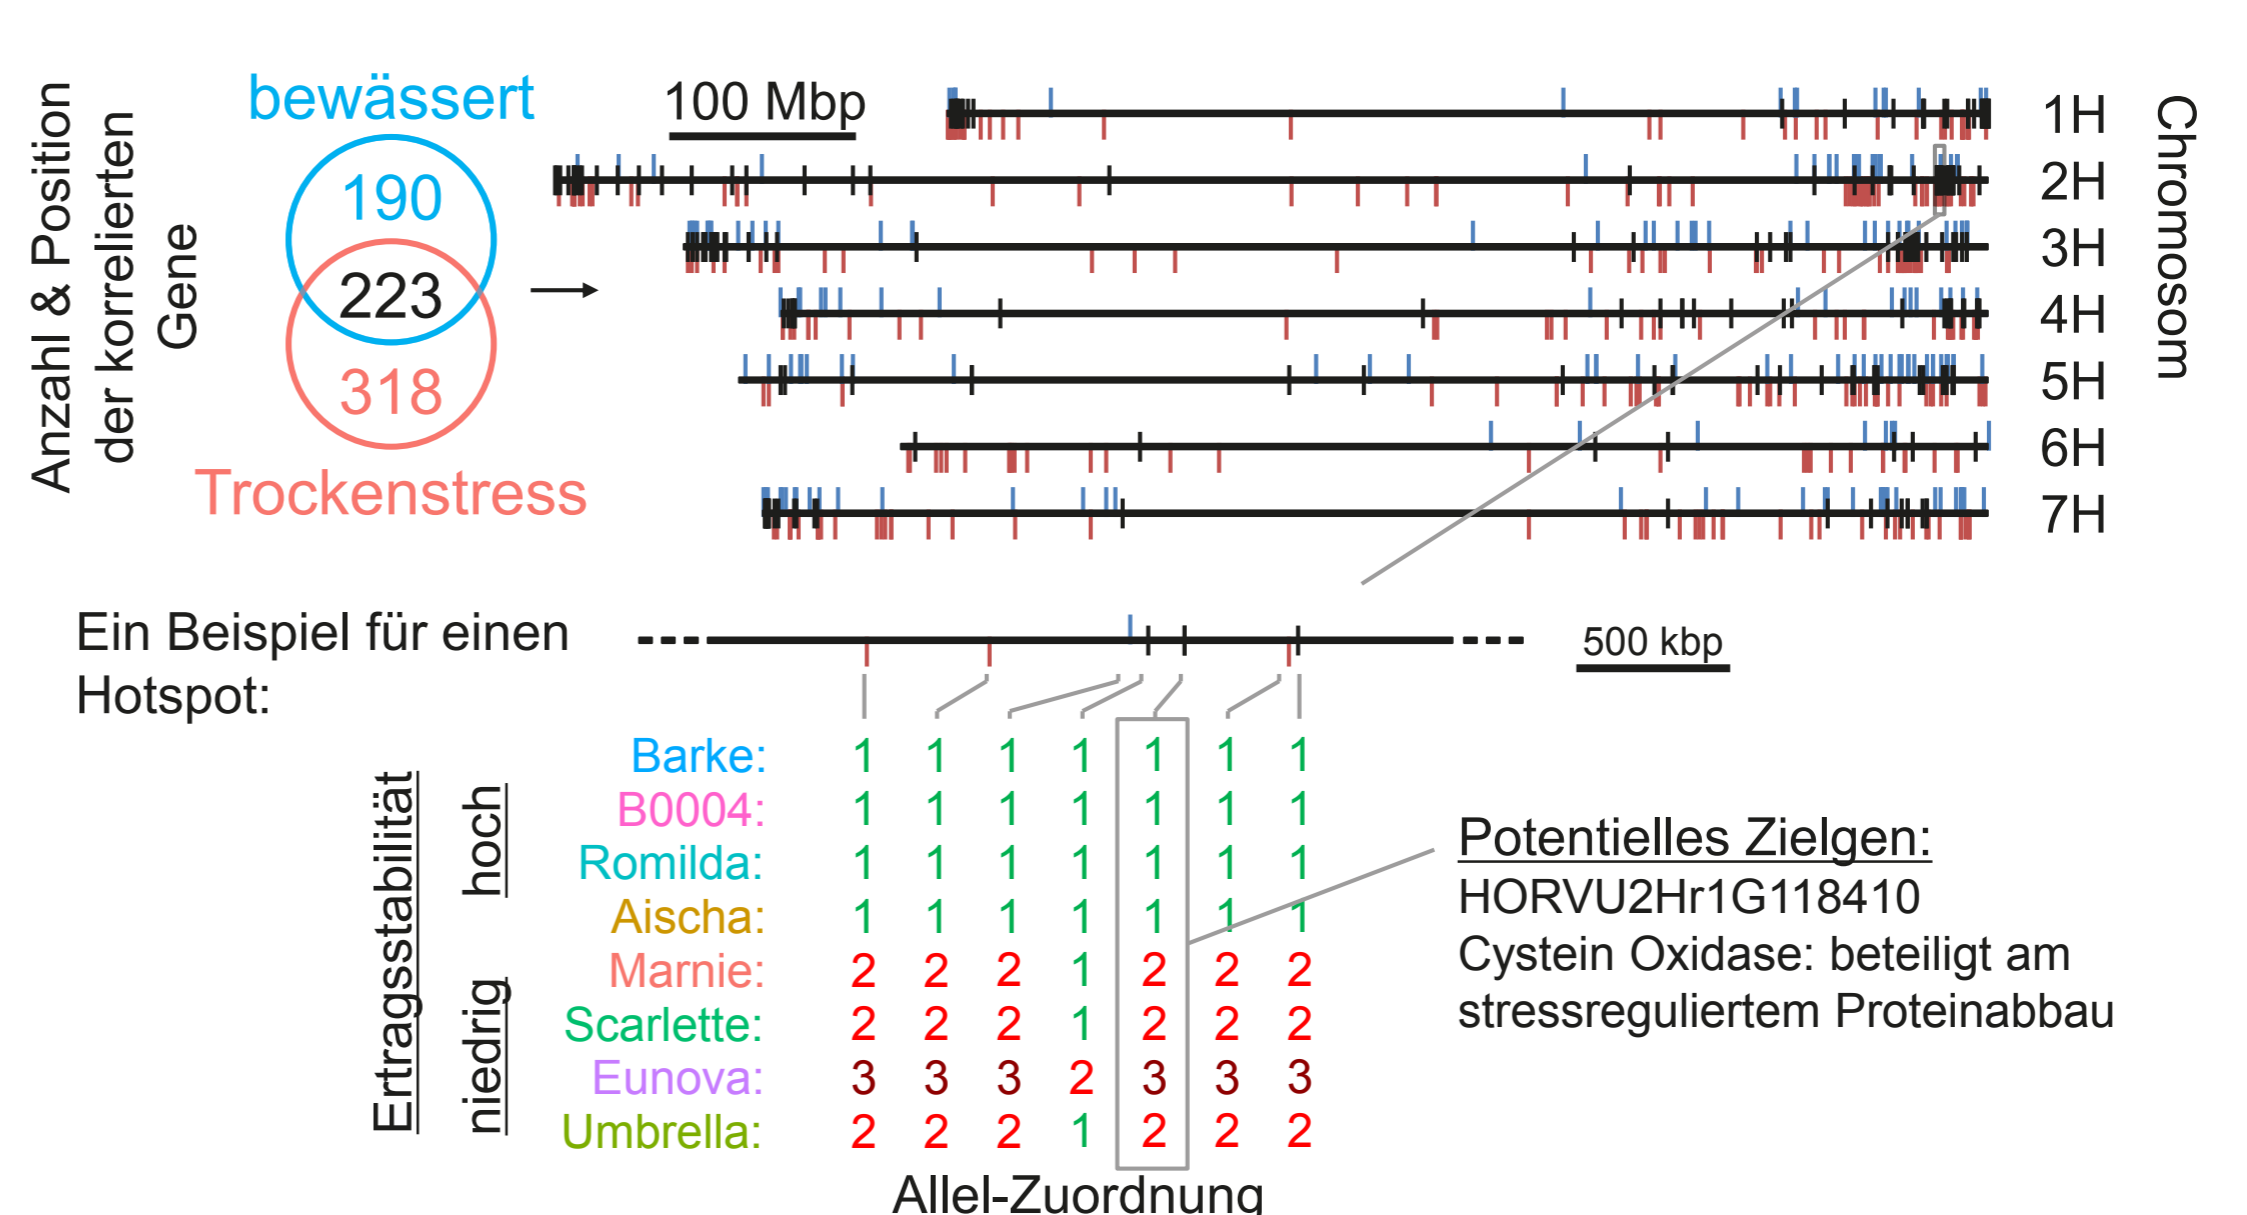 Anzahl & Position
der korrelierten
Gene
bewässert
190
223
318
Trockenstress
100 Mbp
1H
2H
3H
4H
5H
6H
7H
Chromosom
Ein Beispiel für einen
Hotspot:
500 kbp
Ertragsstabilität
hoch
niedrig
Barke: 1 1 1 1 1 1 1
B0004: 1 1 1 1 1 1 1
Romilda: 1 1 1 1 1 1 1
Aischa: 1 1 1 1 1 1 1
Marnie: 2 2 2 1 2 2 2
Scarlette: 2 2 2 1 2 2 2
Eunova: 3 3 3 2 3 3 3
Umbrella: 2 2 2 1 2 2 2
Allel-Zuordnung
Potentielles Zielgen:
HORVU2Hr1G118410
Cystein Oxidase: beteiligt am
stressreguliertem Proteinabbau